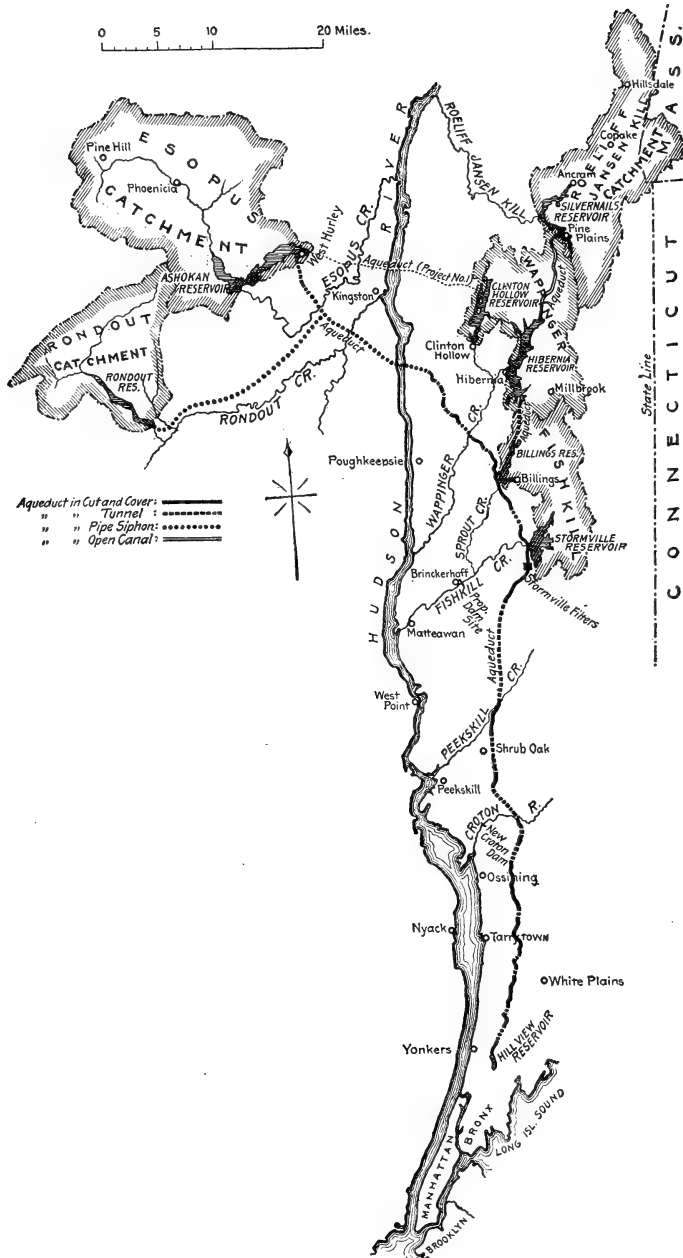 0 5 10 20 Miles.
MASS.
CONNECTICUT
State Line
Hillsdale
Copake
Ancram
ROELIFF
JANSEN KILL
CATCHMENT
SILVERNAILS
RESERVOIR
Pine
Plains
ROELIFF
JANSEN KILL
ESOPUS
CATCHMENT
Pine Hill
Phoenicia
West Hurley
ASHOKAN
RESERVOIR
ESOPUS CR.
HUDSON RIVER
Aqueduct (Project No.1)
CLINTON
HOLLOW
RESERVOIR
WAPPINGER
Aqueduct
Kingston
Aqueduct
RONDOUT
CATCHMENT
RONDOUT
RES.
RONDOUT CR.
Clinton
Hollow
Hibernia
HIBERNIA
RESERVOIR
Millbrook
Aqueduct
FISHKILL
BILLINGS RES.
Billings
Poughkeepsie
WAPPINGER CR.
SPROUT CR.
Aqueduct in Cut and Cover:
" " Tunnel :
" " Pipe Siphon:
" " Open Canal :
STORMVILLE
RESERVOIR
Stormville Filters
Brinckerhoff
FISHKILL CR.
Prop.
Dam
Site
Matteawan
Aqueduct
West
Point
PEEKSKILL CR.
Shrub Oak
Peekskill
CROTON R.
New
Croton
Dam
Ossining
Nyack
Tarrytown
White Plains
Yonkers
HILL VIEW
RESERVOIR
MANHATTAN
BRONX
LONG ISL. SOUND
BROOKLYN